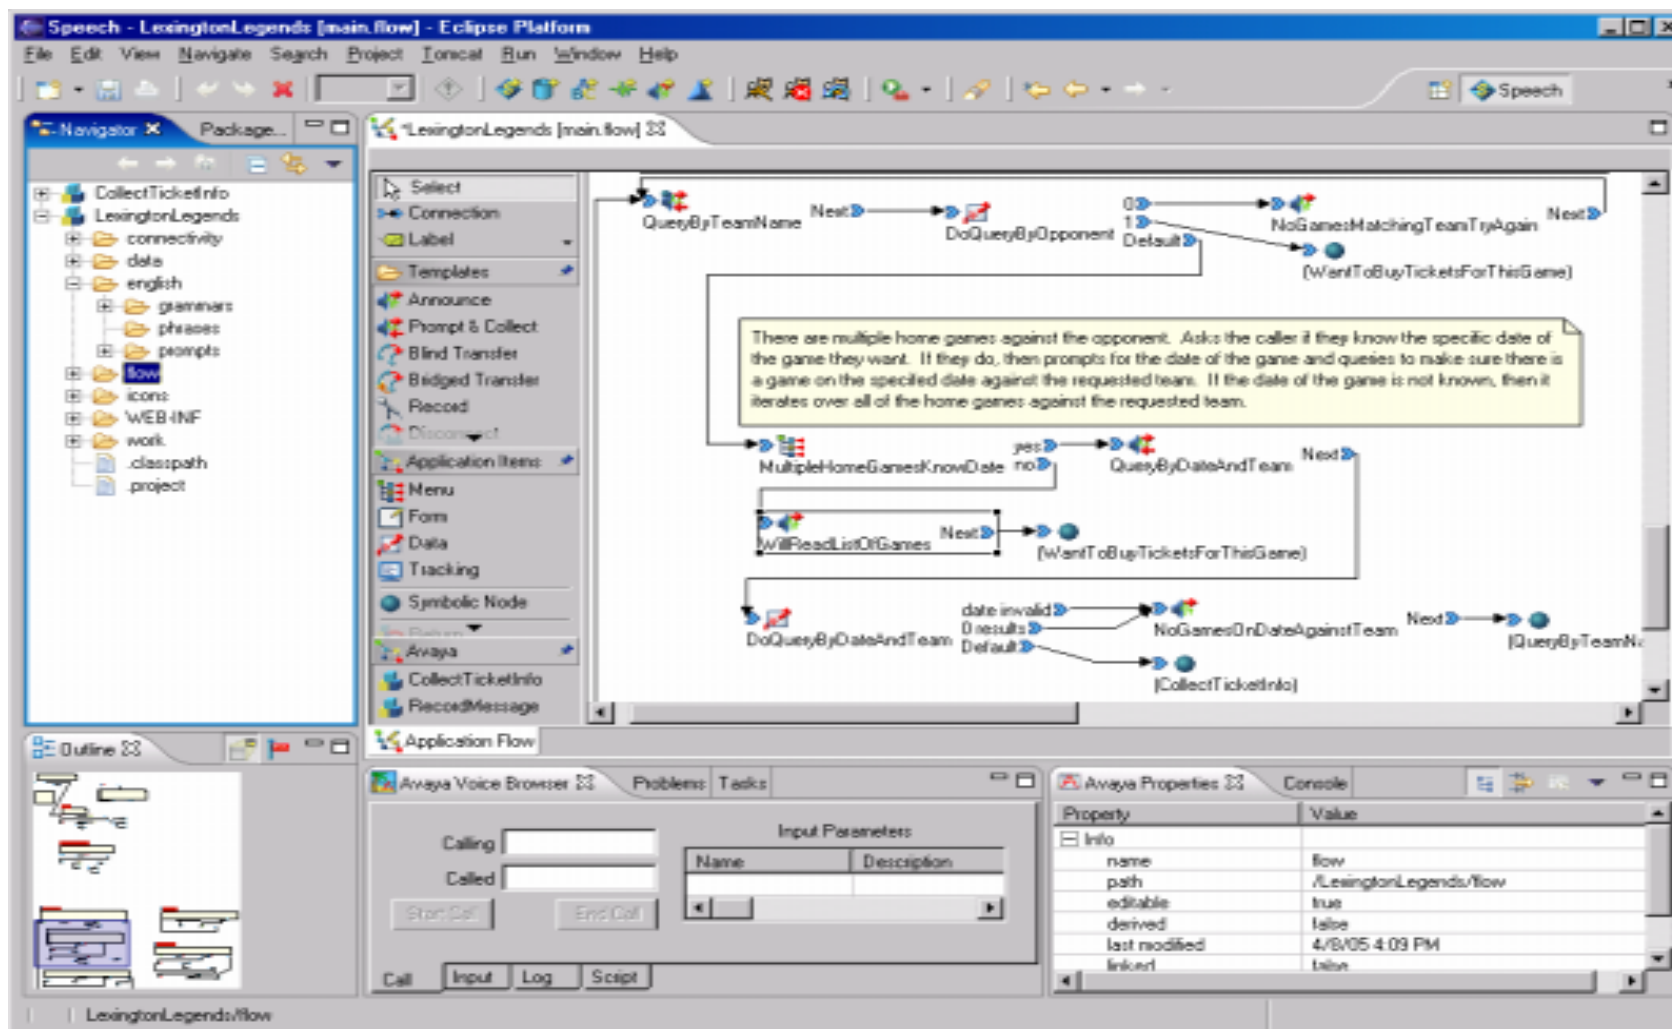 Speech - LexingtonLegends [main.flow] - Eclipse Platform
File Edit View Navigate Search Project Tomcat Run Window Help
Speech
Navigator
Package...
*LexingtonLegends [main.flow]
CollectTicketInfo
LexingtonLegends
connectivity
data
english
grammars
phrases
prompts
flow
icons
WEB-INF
work
.classpath
.project
Select
Connection
Label
Templates
Announce
Prompt & Collect
Blind Transfer
Bridged Transfer
Record
Disconnect
Application Items
Menu
Form
Data
Tracking
Symbolic Node
Return
Avaya
CollectTicketInfo
RecordMessage
QueryByTeamName
Next
DoQueryByOpponent
0
1
Default
NoGamesMatchingTeamTryAgain
Next
(WantToBuyTicketsForThisGame)
There are multiple home games against the opponent. Asks the caller if they know the specific date of
the game they want. If they do, then prompts for the date of the game and queries to make sure there is
a game on the specified date against the requested team. If the date of the game is not known, then it
iterates over all of the home games against the requested team.
MultipleHomeGamesKnowDate
yes
no
QueryByDateAndTeam
Next
WillReadListOfGames
Next
(WantToBuyTicketsForThisGame)
DoQueryByDateAndTeam
date invalid
0 results
Default
NoGamesOnDateAgainstTeam
Next
(QueryByTeamNa
(CollectTicketInfo)
Application Flow
Outline
Avaya Voice Browser
Problems
Tasks
Calling
Called
Start Call
End Call
Input Parameters
Name
Description
Call
Input
Log
Script
Avaya Properties
Console
Property
Value
Info
name
flow
path
/LexingtonLegends/flow
editable
true
derived
false
last modified
4/8/05 4:09 PM
linked
false
LexingtonLegends/flow